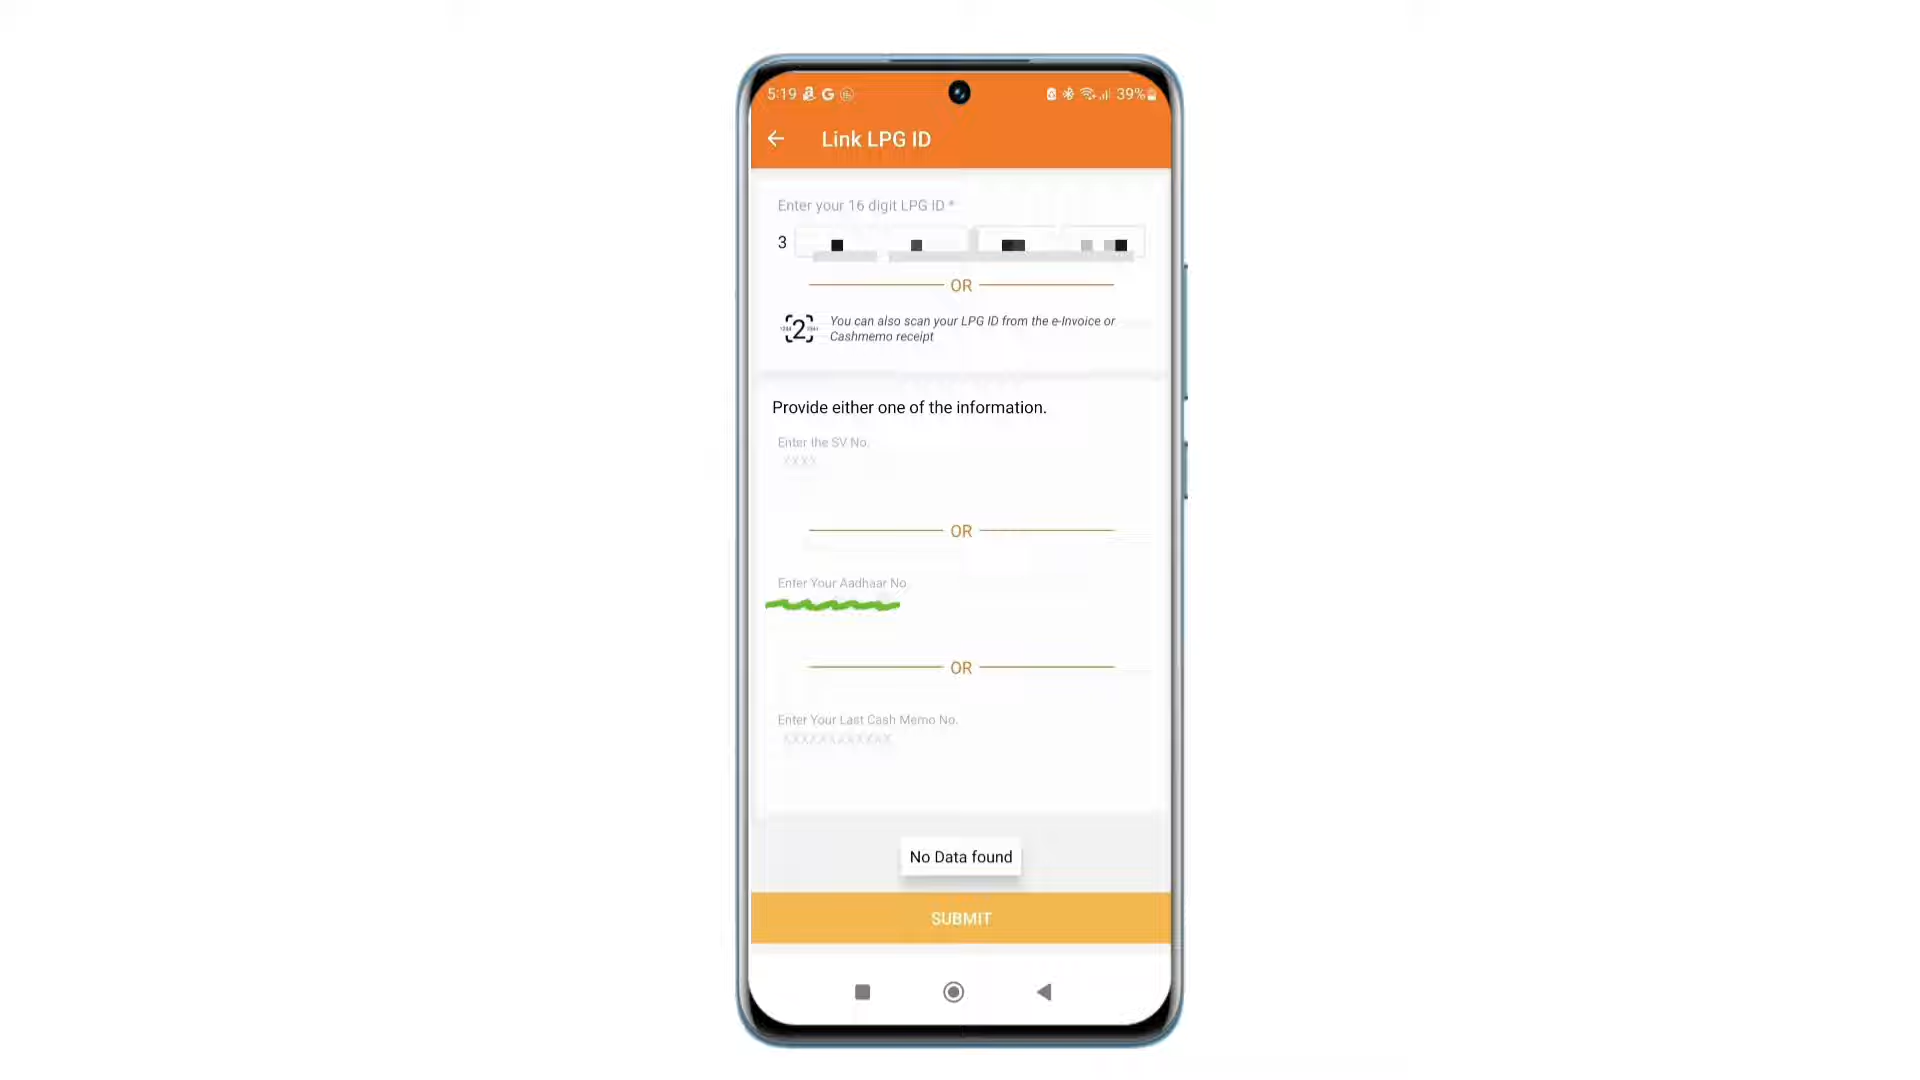 5:19 39%
Link LPG ID
Enter your 16 digit LPG ID *
3
OR
2 You can also scan your LPG ID from the e-Invoice or
Cashmemo receipt
Provide either one of the information.
Enter the SV No.
XXXX
OR
Enter Your Aadhaar No
OR
Enter Your Last Cash Memo No.
No Data found
SUBMIT